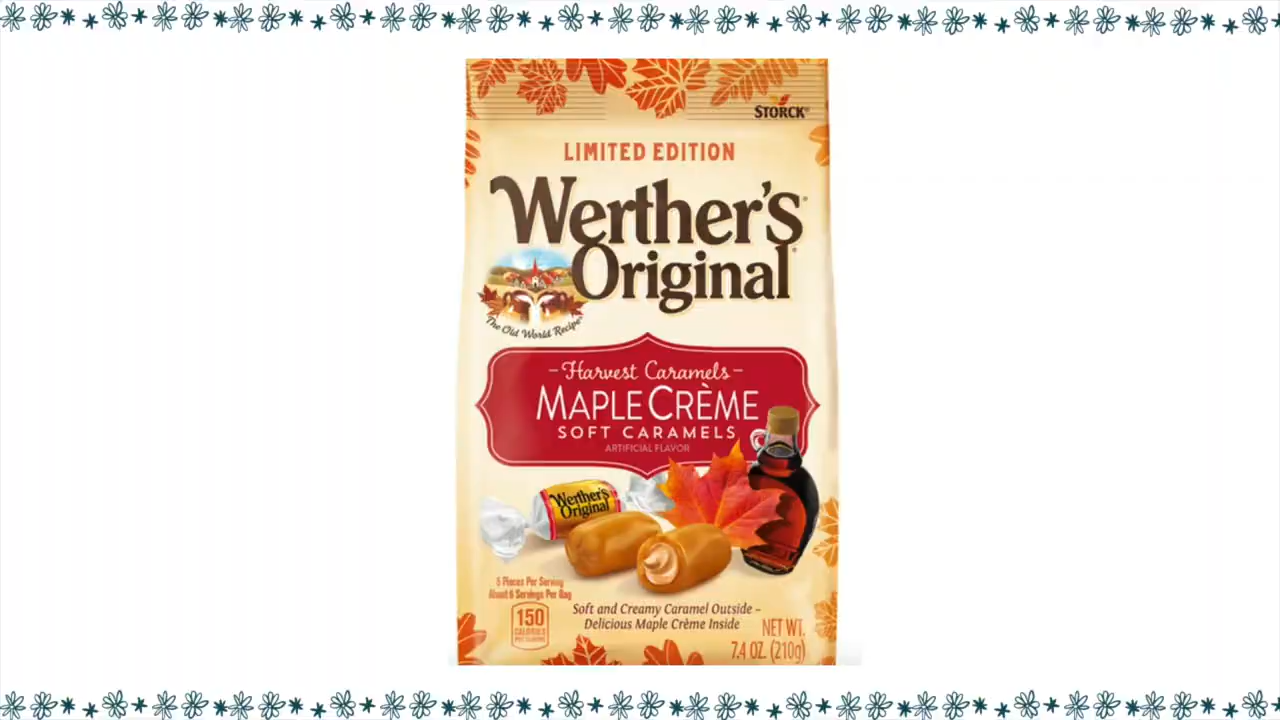 STORCK®
LIMITED EDITION
Werther's®
Original®
The Old World Recipe
-Harvest Caramels-
MAPLE CRÈME
SOFT CARAMELS
ARTIFICIAL FLAVOR
Werther's
Original
5 Pieces Per Serving
About 6 Servings Per Bag
150
CALORIES
PER SERVING
Soft and Creamy Caramel Outside –
Delicious Maple Crème Inside
NET WT.
7.4 OZ. (210g)